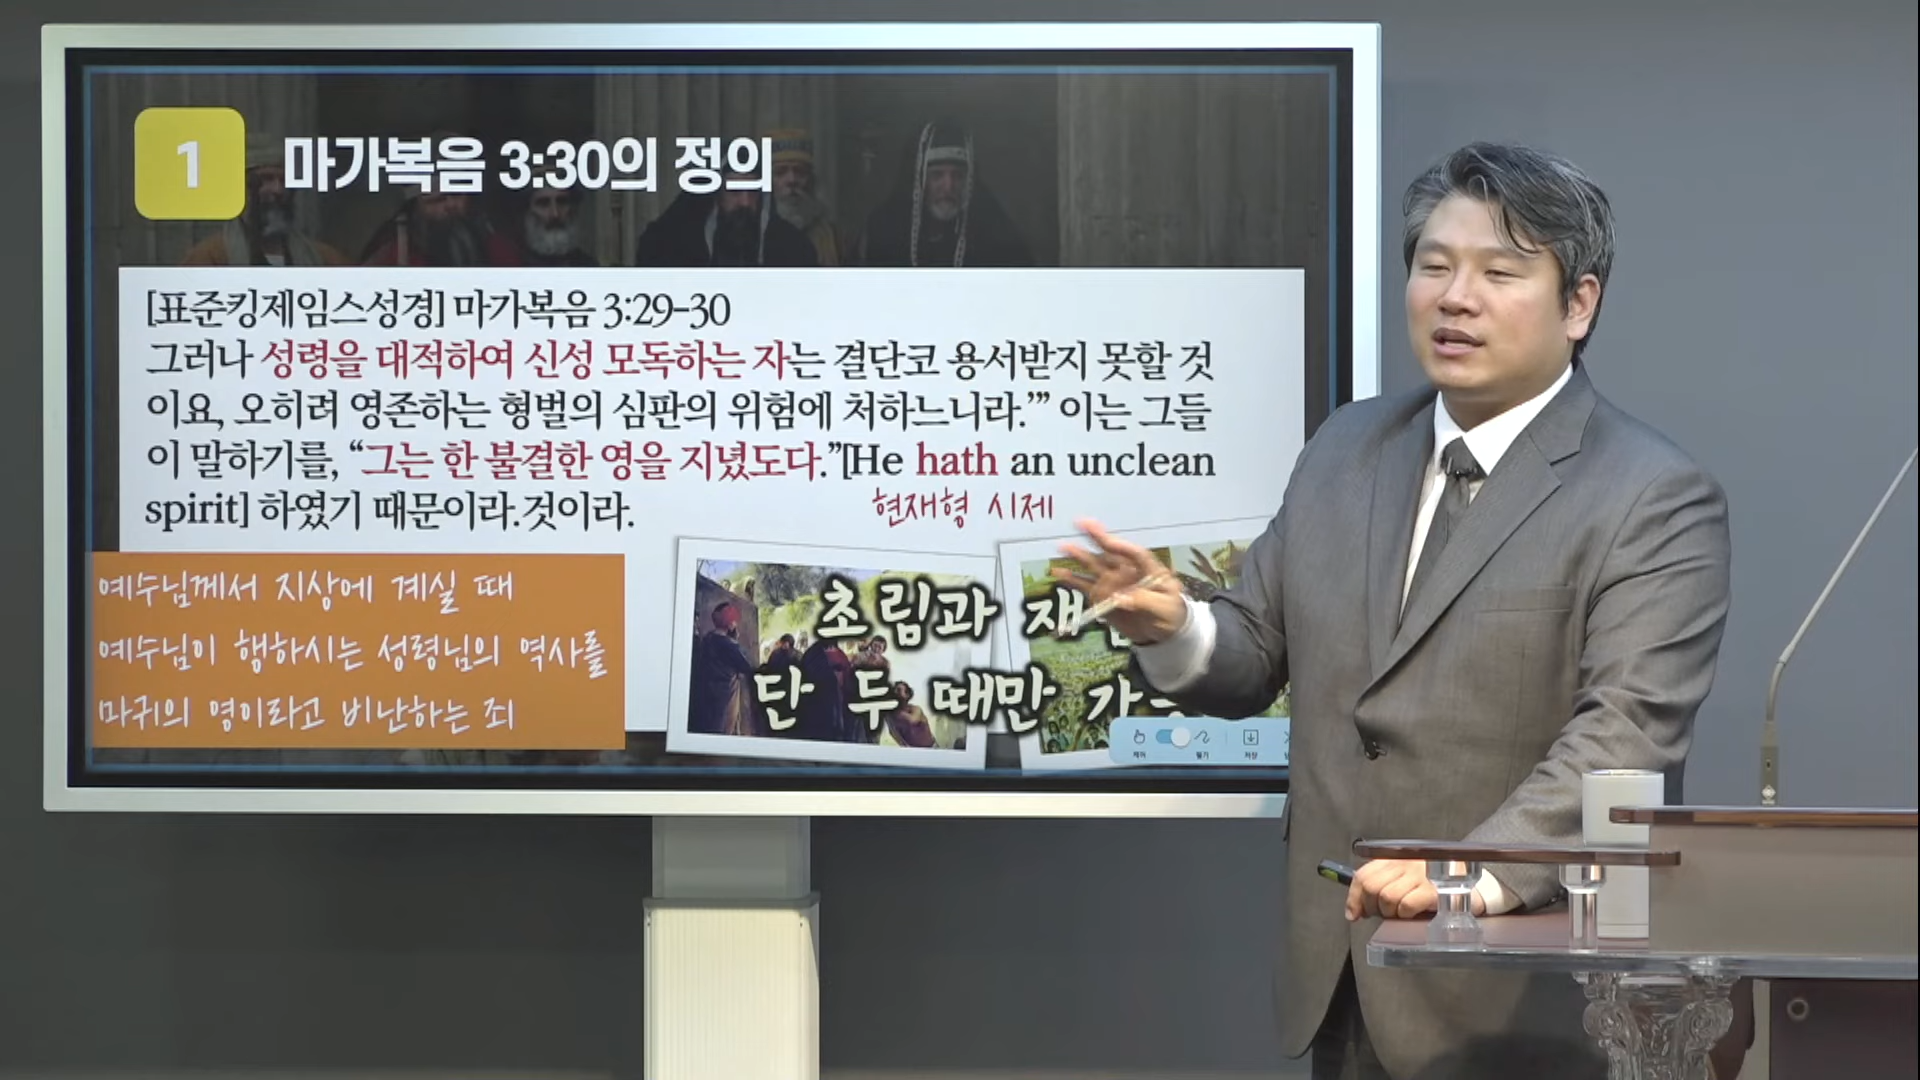 1
마가복음 3:30의 정의
[표준킹제임스성경] 마가복음 3:29-30
그러나 성령을 대적하여 신성 모독하는 자는 결단코 용서받지 못할 것
이요, 오히려 영존하는 형벌의 심판의 위험에 처하느니라.’” 이는 그들
이 말하기를, “그는 한 불결한 영을 지녔도다.”[He hath an unclean
spirit] 하였기 때문이라.것이라.
현재형 시제
예수님께서 지상에 계실 때
예수님이 행하시는 성령님의 역사를
마귀의 영이라고 비난하는 죄
초림과
단 두 때만
제어 필기 저장